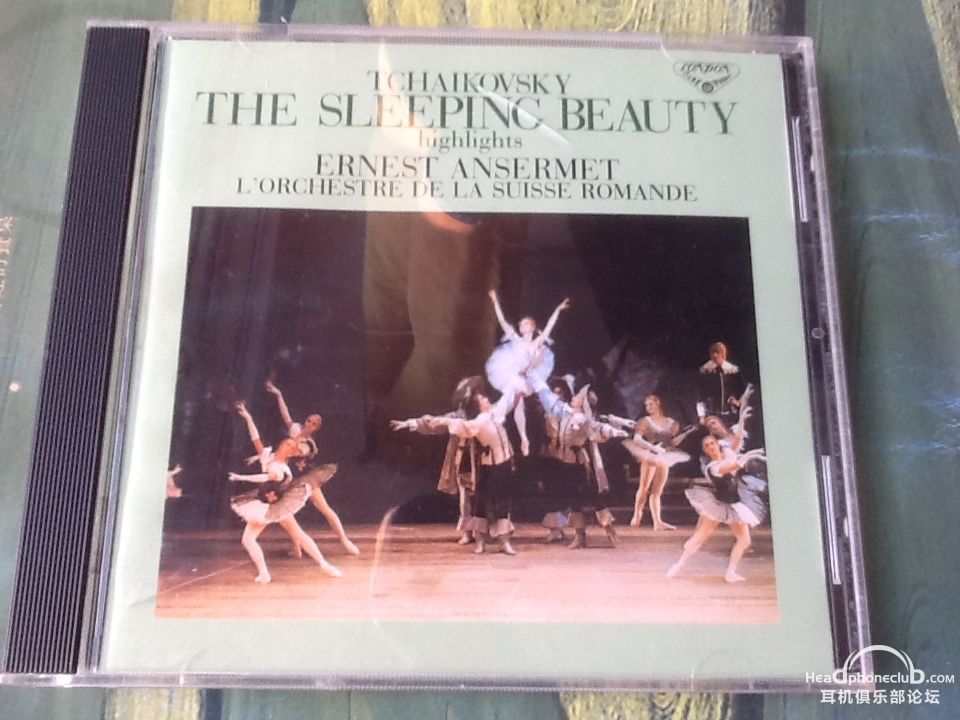 TCHAIKOVSKY
THE SLEEPING BEAUTY
highlights
ERNEST ANSERMET
L'ORCHESTRE DE LA SUISSE ROMANDE
LONDON
HeadphoneclubD.com
耳机俱乐部论坛